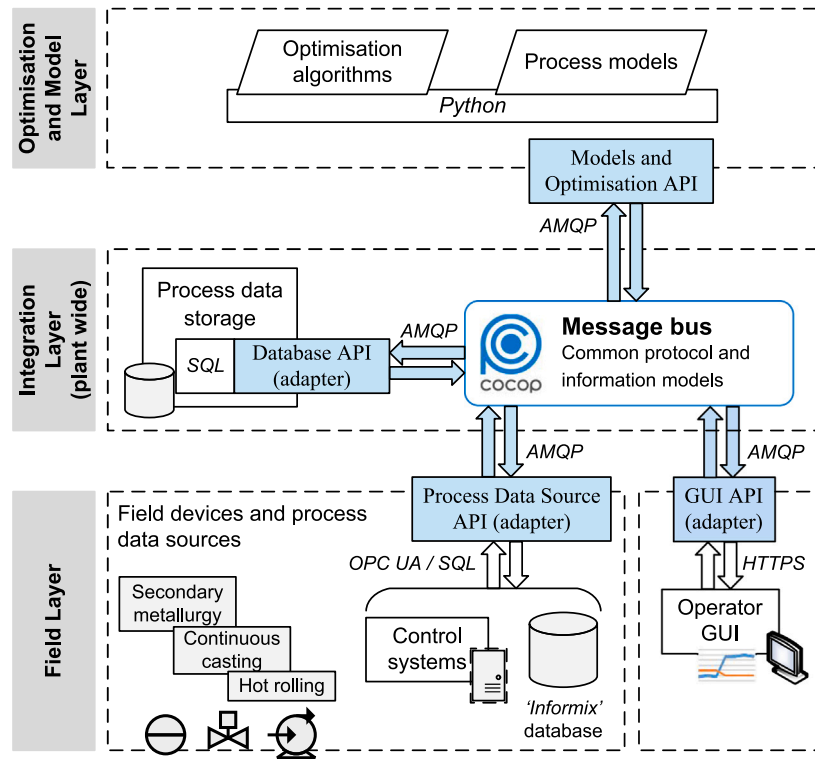 Optimisation
and Model
Layer
Optimisation
algorithms
Process models
Python
Models and
Optimisation API
AMQP
Integration
Layer
(plant wide)
Process data
storage
SQL
Database API
(adapter)
AMQP
cocop
Message bus
Common protocol and
information models
AMQP
AMQP
Field Layer
Field devices and process
data sources
Process Data Source
API (adapter)
GUI API
(adapter)
OPC UA / SQL
HTTPS
Secondary
metallurgy
Continuous
casting
Hot rolling
Control
systems
'Informix'
database
Operator
GUI